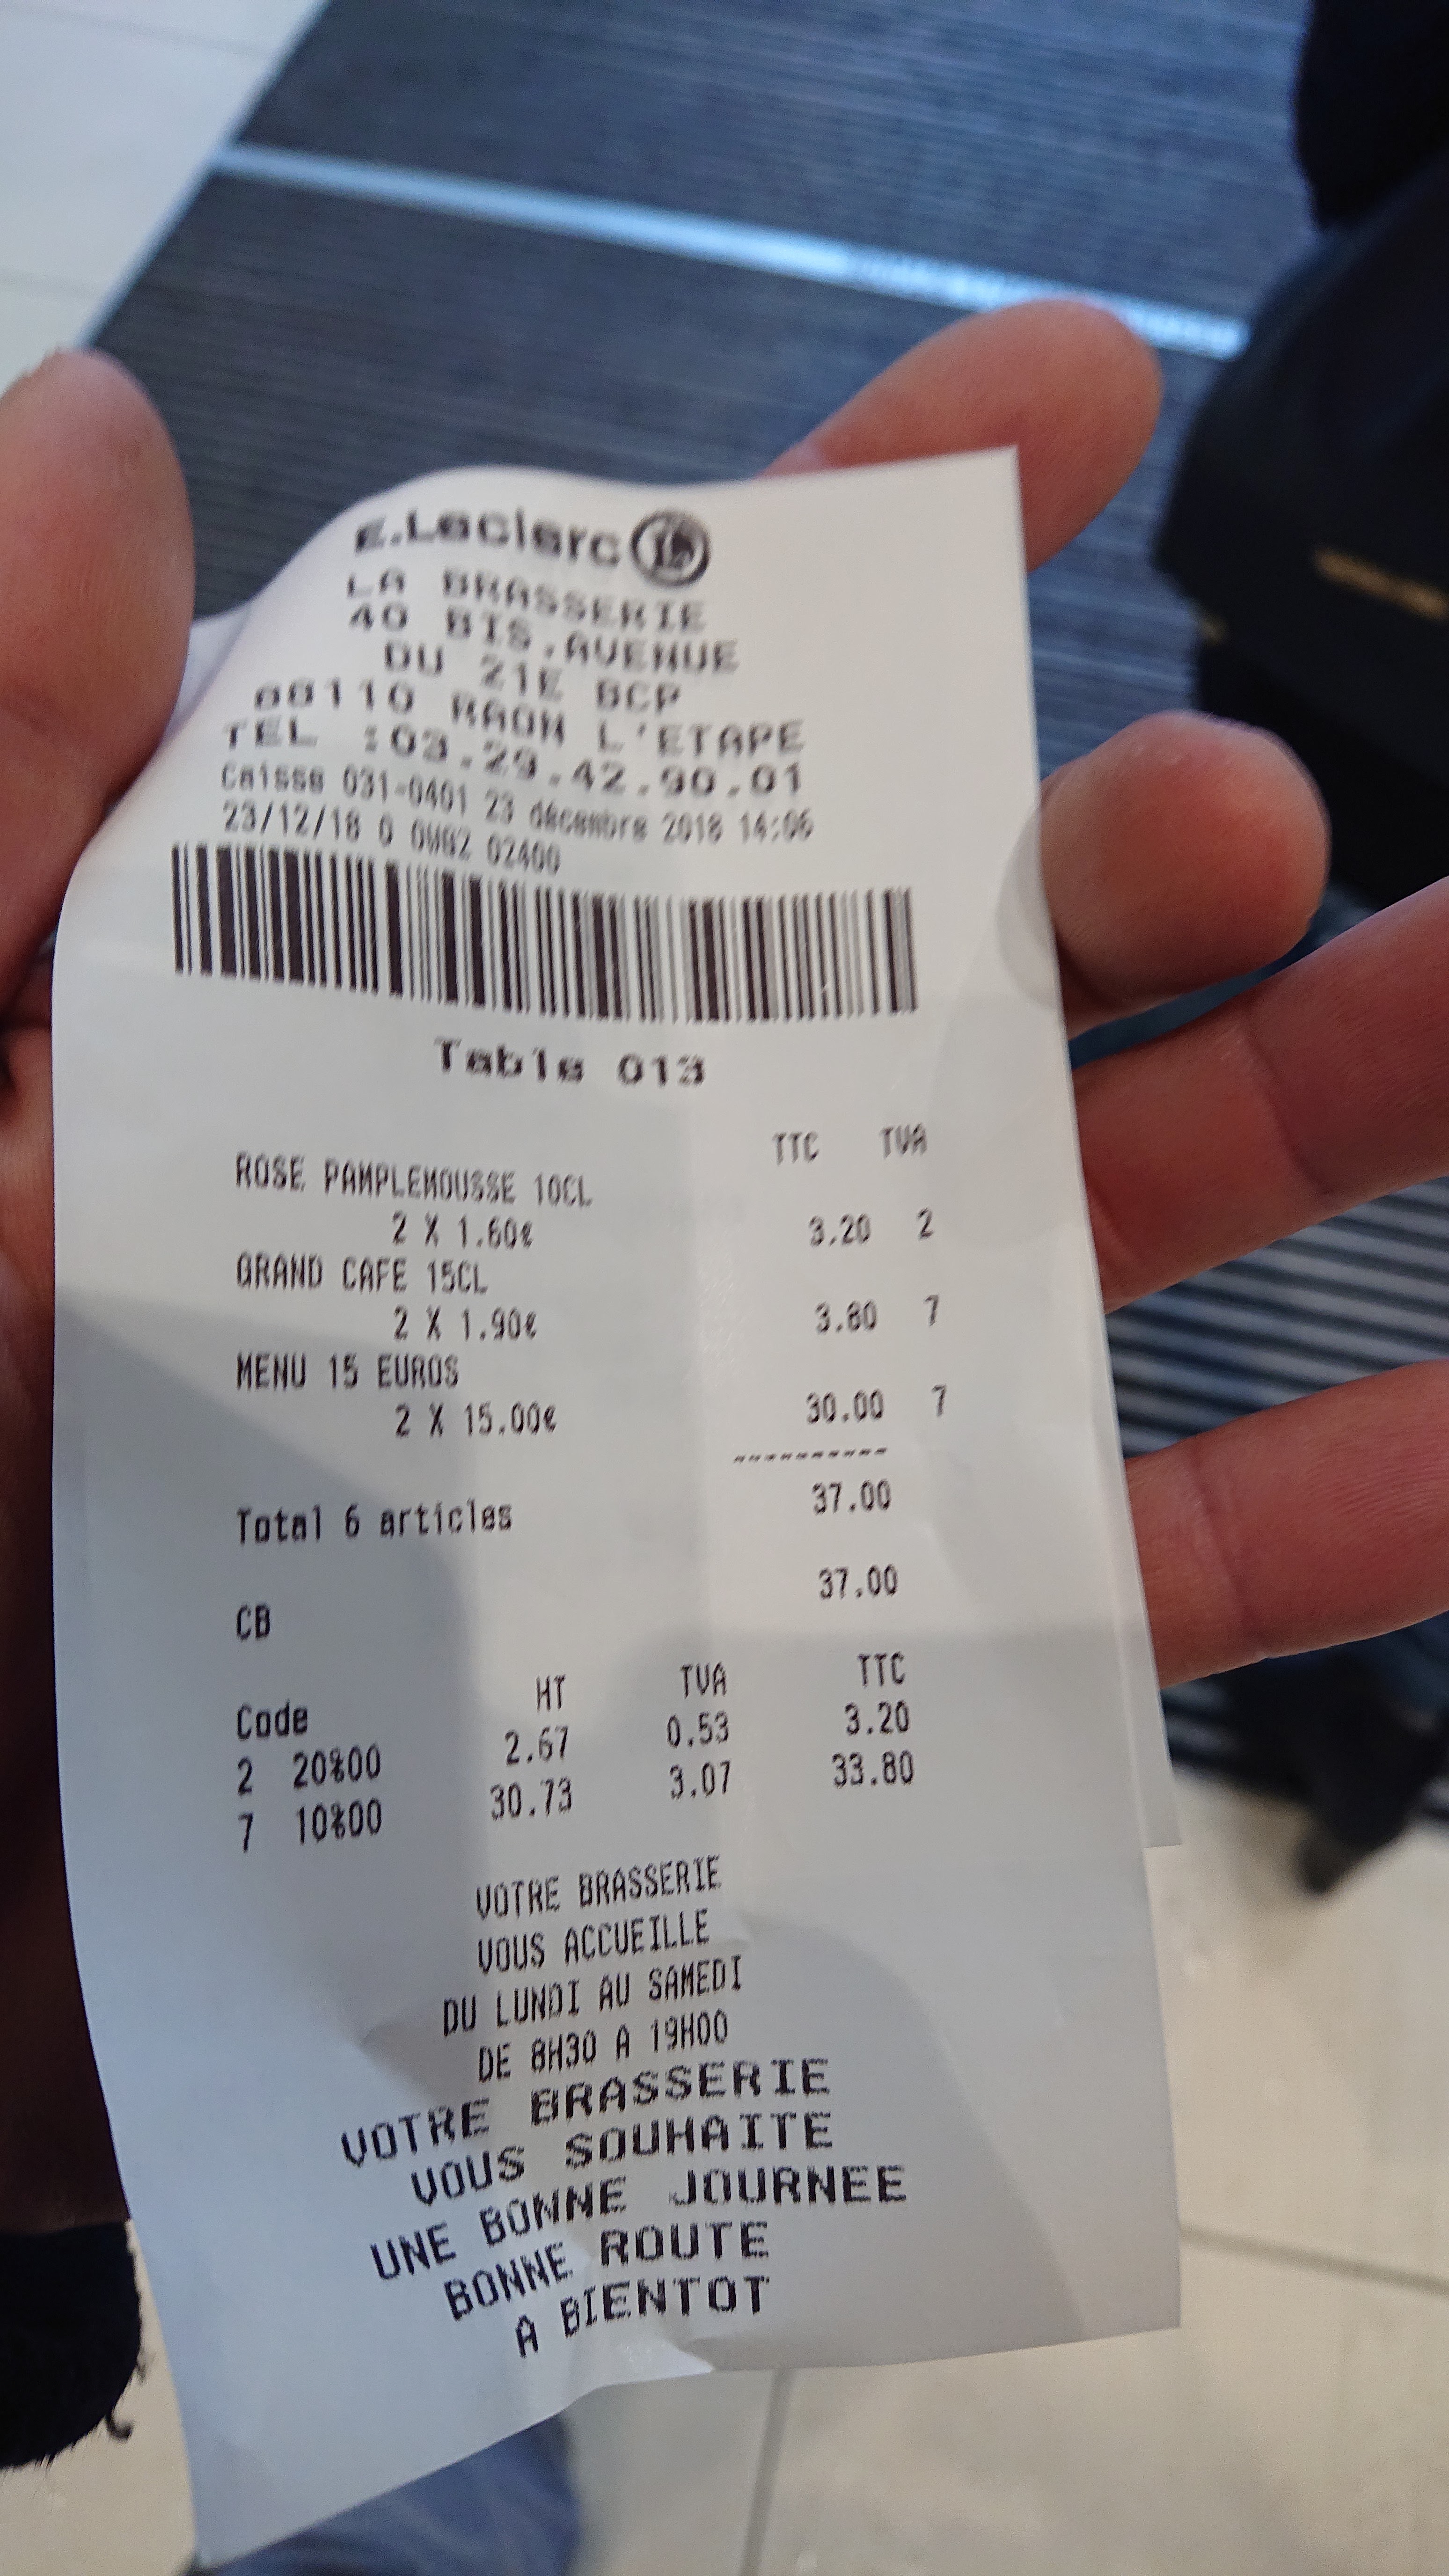 E.Leclerc L
LA BRASSERIE
40 BIS,AVENUE
DU 21E BCP
88110 RAON L'ETAPE
TEL :03.29.42.90.01
Caisse 031-0401 23 décembre 2018 14:06
23/12/18 0 0W02 02400
Table 013
TTC TVA
ROSE PAMPLEMOUSSE 10CL
2 X 1.60€ 3.20 2
GRAND CAFE 15CL
2 X 1.90€ 3.80 7
MENU 15 EUROS
2 X 15.00€ 30.00 7
----------
Total 6 articles 37.00
CB 37.00
Code HT TVA TTC
2 20%00 2.67 0.53 3.20
7 10%00 30.73 3.07 33.80
VOTRE BRASSERIE
VOUS ACCUEILLE
DU LUNDI AU SAMEDI
DE 8H30 A 19H00
VOTRE BRASSERIE
VOUS SOUHAITE
UNE BONNE JOURNEE
BONNE ROUTE
A BIENTOT